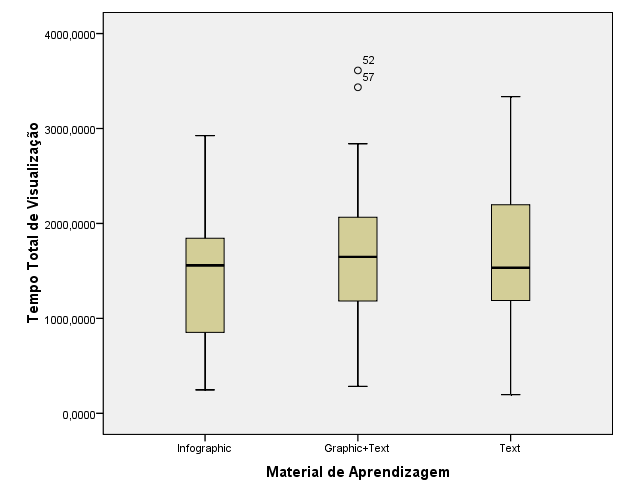 Tempo Total de Visualização
4000,0000
3000,0000
2000,0000
1000,0000
0,0000
52
57
Infographic
Graphic+Text
Text
Material de Aprendizagem